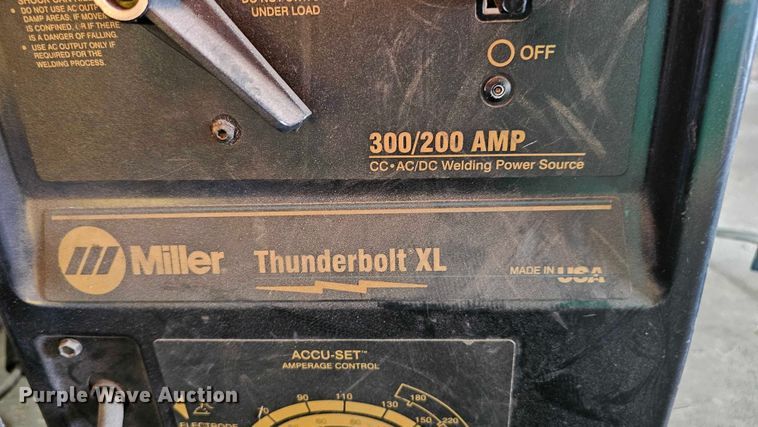 • DO NOT USE AC OUTPUT
DAMP AREAS, IF MOVEM
IS CONFINED, OR IF THERE
IS A DANGER OF FALLING.
• USE AC OUTPUT ONLY IF
REQUIRED FOR THE
WELDING PROCESS.
UNDER LOAD
OFF
300/200 AMP
CC•AC/DC Welding Power Source
Miller® Thunderbolt® XL
MADE IN USA
ACCU-SET™
AMPERAGE CONTROL
ELECTRODE
70 90 110 130 150 180 220
Purple Wave Auction